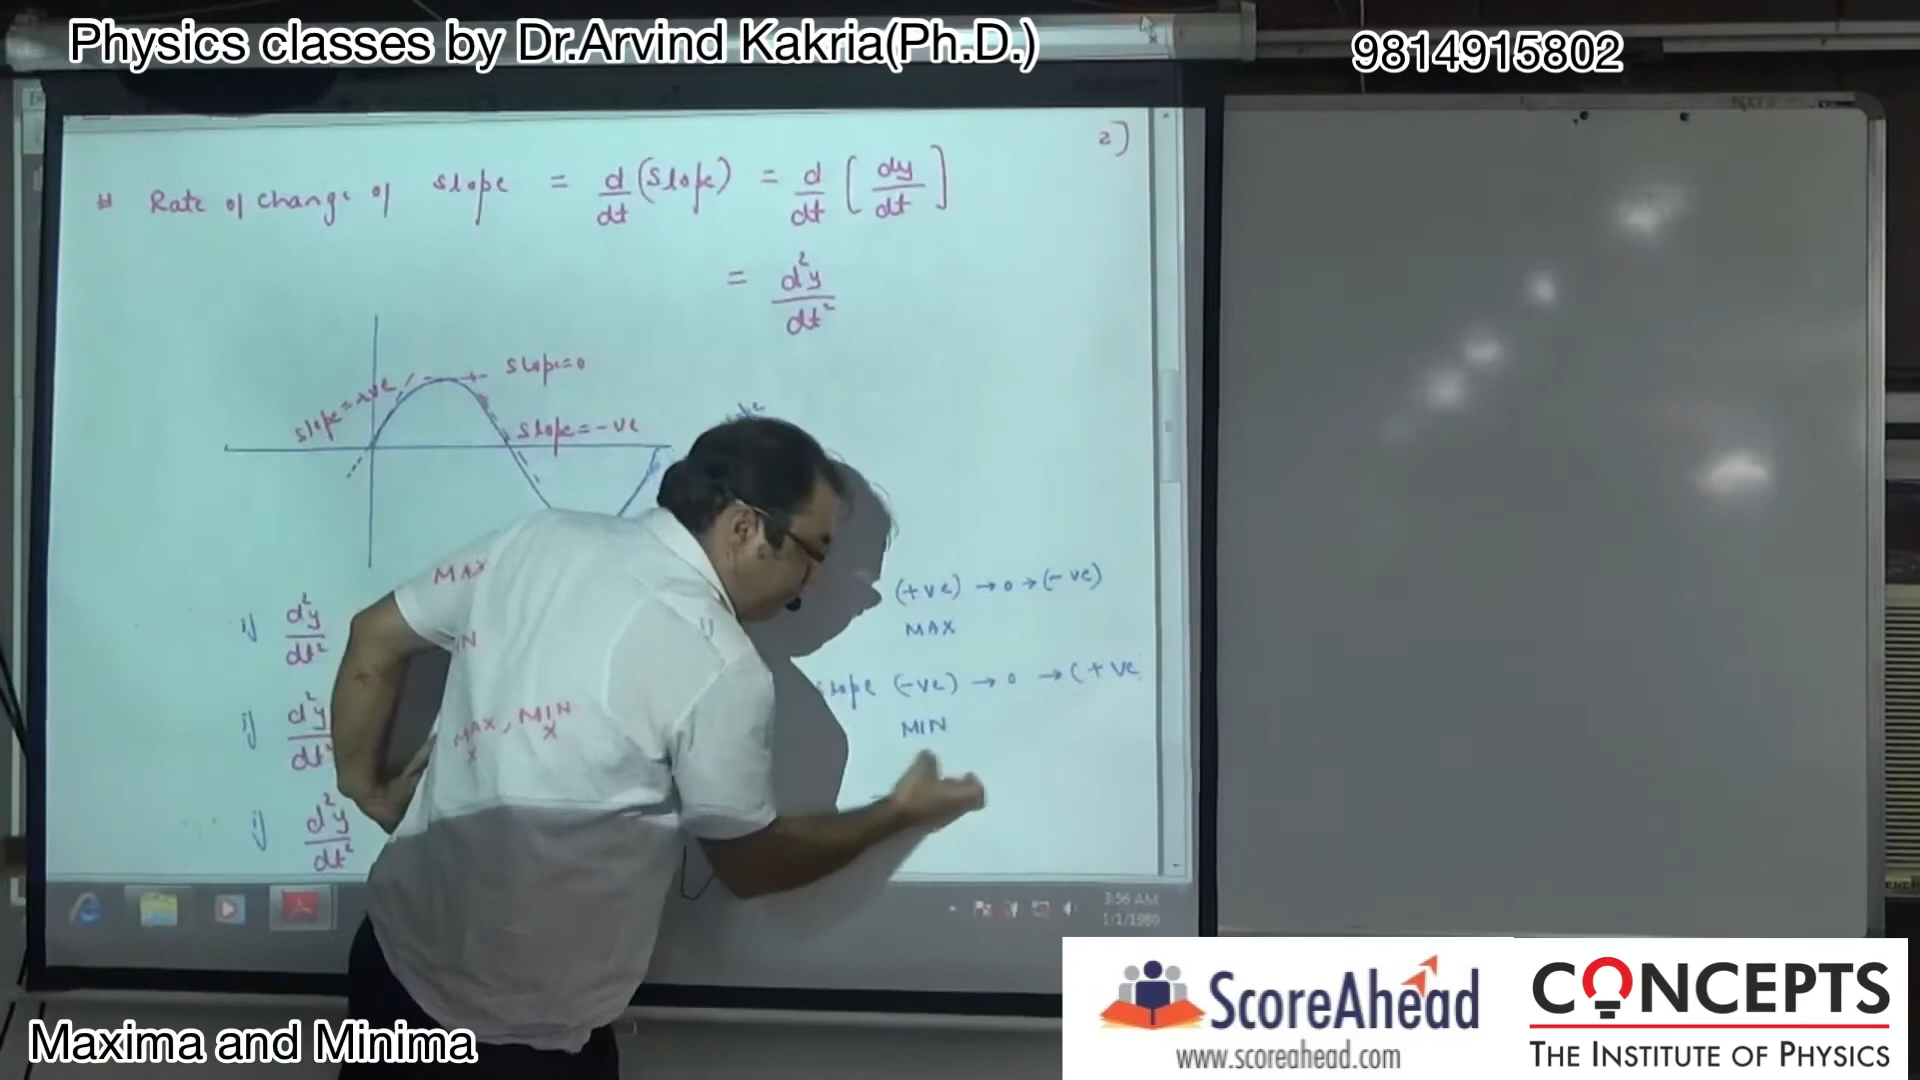 Physics classes by Dr.Arvind Kakria(Ph.D.)
9814915802
2)
# Rate of change of slope = d/dt (slope) = d/dt [dy/dt]
= d²y/dt²
slope=0
slope=+ve
slope=-ve
(+ve) → 0 → (-ve)
MAX
slope (-ve) → 0 → (+ve
MIN
if d²y/dt²
MAX
if d²y/dt²
MAX, MIN
X X
if d²y/dt²
3:56 AM
ScoreAhead
www.scoreahead.com
CONCEPTS
THE INSTITUTE OF PHYSICS
Maxima and Minima